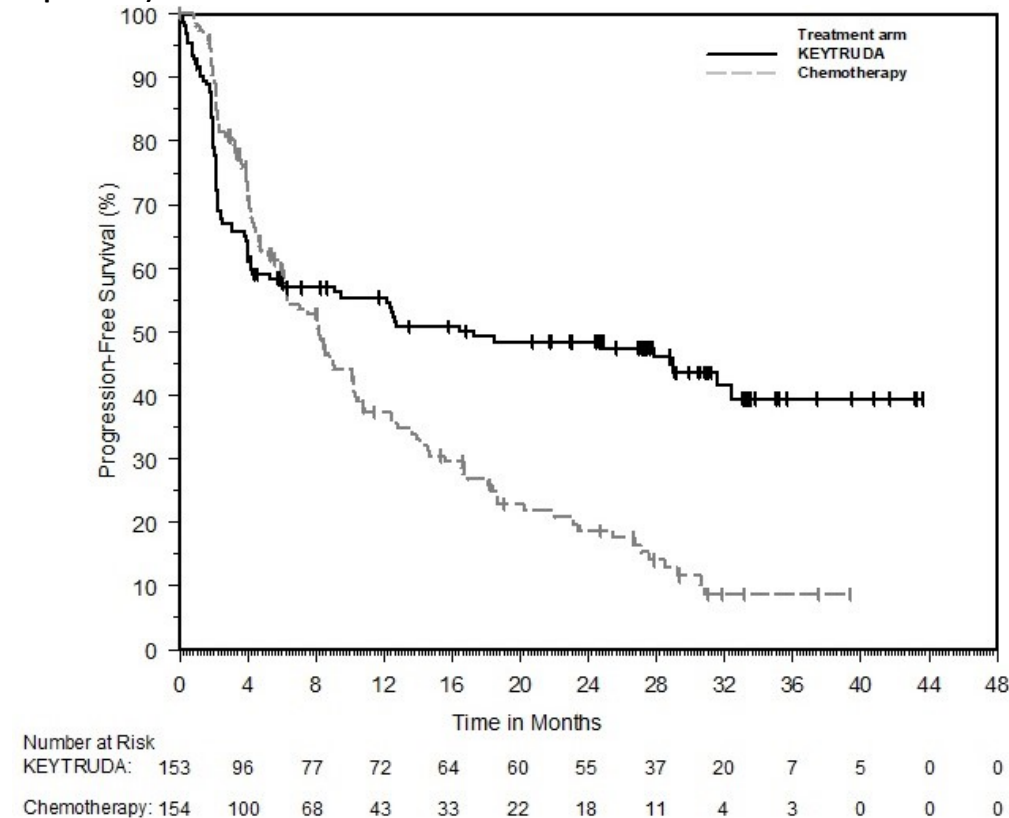 Treatment arm
KEYTRUDA
Chemotherapy
Progression-Free Survival (%)
100
90
80
70
60
50
40
30
20
10
0
0 4 8 12 16 20 24 28 32 36 40 44 48
Time in Months
Number at Risk
KEYTRUDA: 153 96 77 72 64 60 55 37 20 7 5 0 0
Chemotherapy: 154 100 68 43 33 22 18 11 4 3 0 0 0